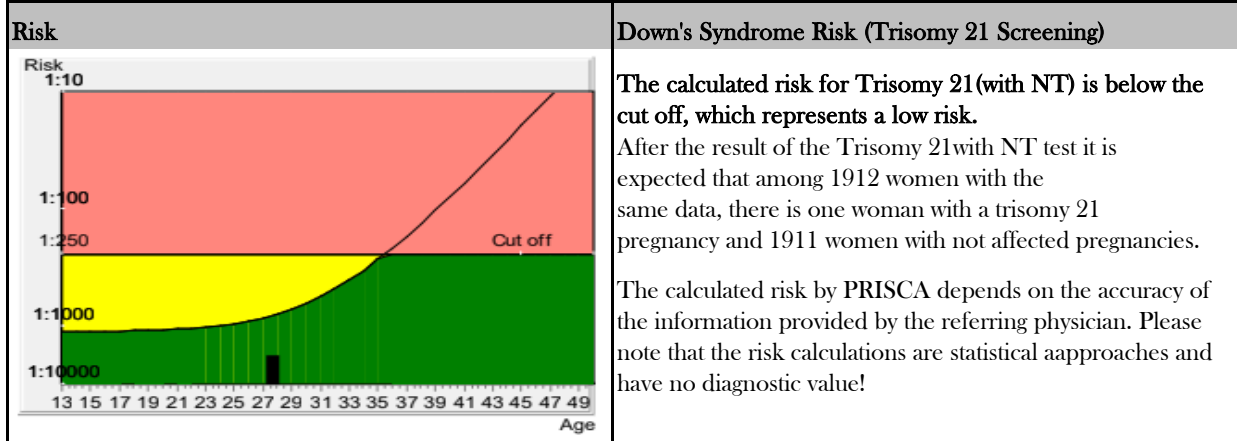 Risk
Down's Syndrome Risk (Trisomy 21 Screening)
Risk
1:10
1:100
1:250
Cut off
1:1000
1:10000
13 15 17 19 21 23 25 27 29 31 33 35 37 39 41 43 45 47 49
Age
The calculated risk for Trisomy 21(with NT) is below the
cut off, which represents a low risk.
After the result of the Trisomy 21with NT test it is
expected that among 1912 women with the
same data, there is one woman with a trisomy 21
pregnancy and 1911 women with not affected pregnancies.
The calculated risk by PRISCA depends on the accuracy of
the information provided by the referring physician. Please
note that the risk calculations are statistical aapproaches and
have no diagnostic value!